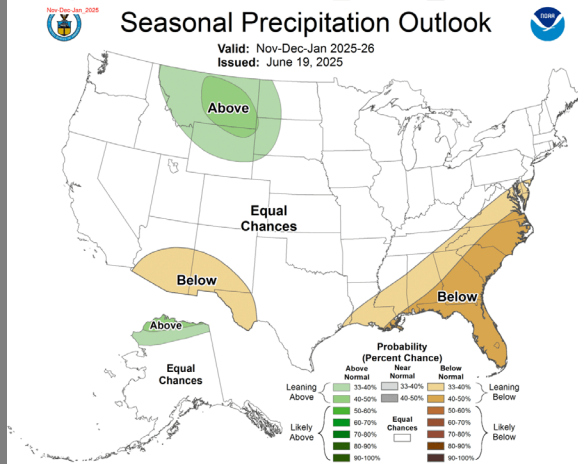 Nov-Dec-Jan_2025
Seasonal Precipitation Outlook
NOAA
Valid: Nov-Dec-Jan 2025-26
Issued: June 19, 2025
Above
Equal
Chances
Below
Below
Above
Equal
Chances
Probability
(Percent Chance)
Above
Normal
Near
Normal
Below
Normal
Leaning
Above
33-40%
40-50%
33-40%
40-50%
33-40%
40-50%
Leaning
Below
Likely
Above
50-60%
60-70%
70-80%
80-90%
90-100%
Equal
Chances
50-60%
60-70%
70-80%
80-90%
90-100%
Likely
Below